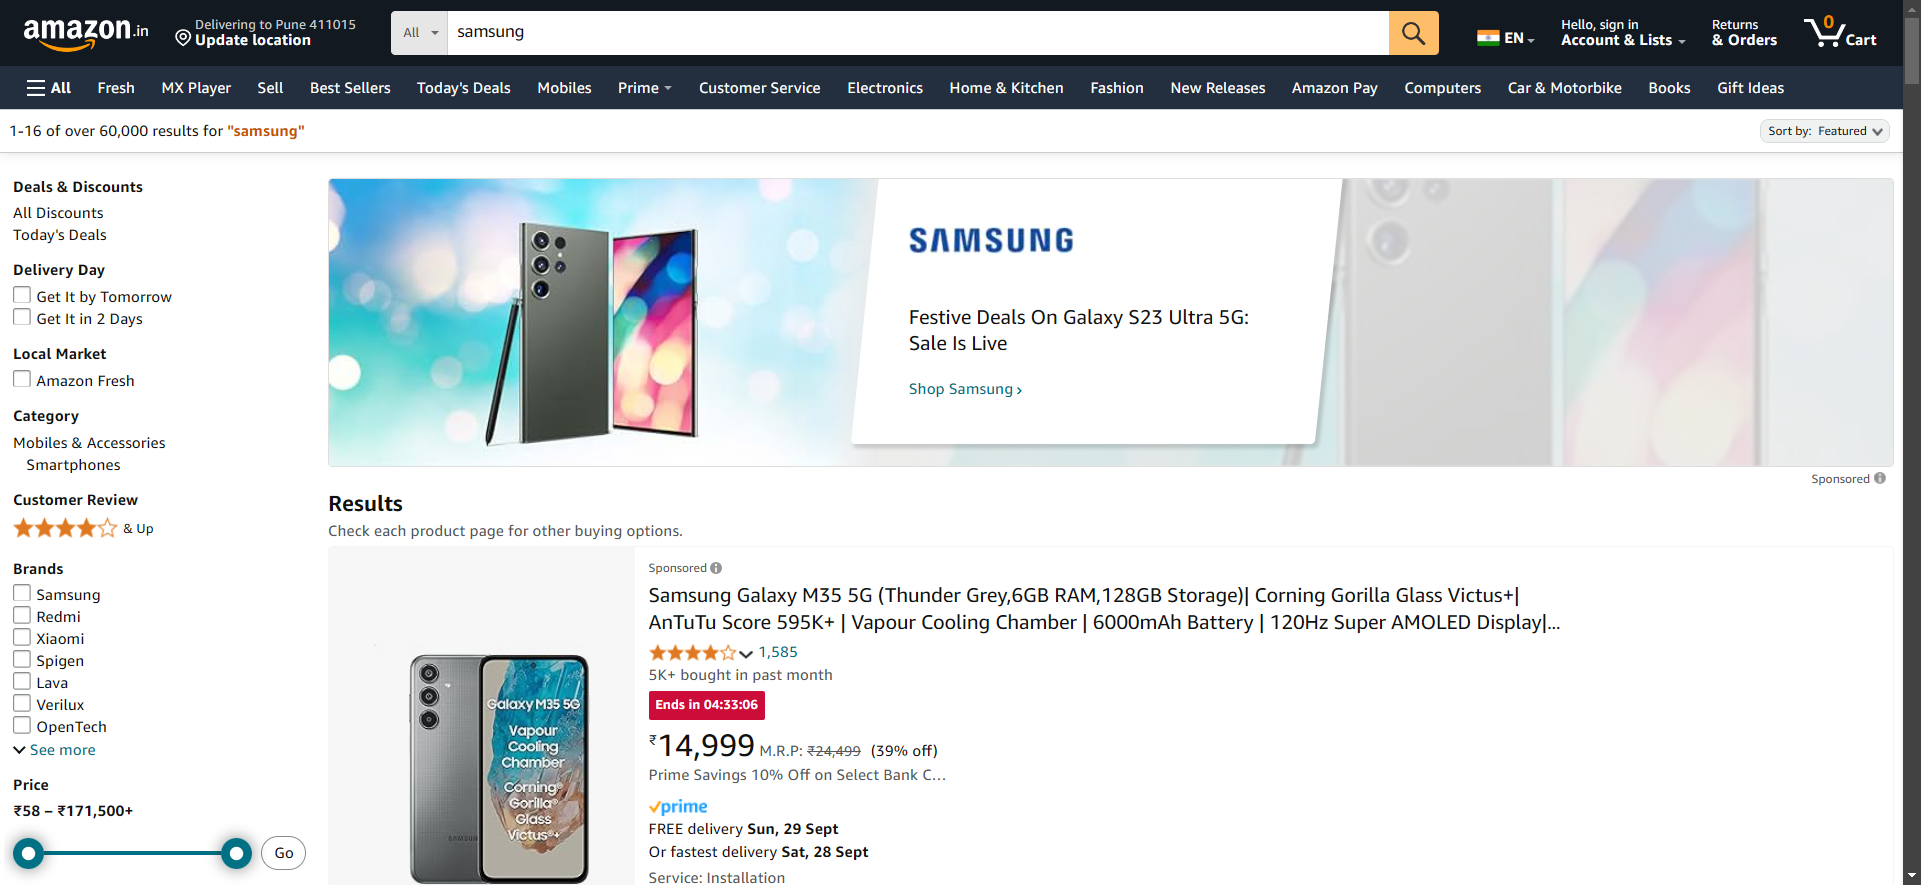 amazon.in
Delivering to Pune 411015
Update location
All
samsung
EN
Hello, sign in
Account & Lists
Returns
& Orders
0
Cart
All
Fresh
MX Player
Sell
Best Sellers
Today's Deals
Mobiles
Prime
Customer Service
Electronics
Home & Kitchen
Fashion
New Releases
Amazon Pay
Computers
Car & Motorbike
Books
Gift Ideas
1-16 of over 60,000 results for "samsung"
Sort by: Featured
Deals & Discounts
All Discounts
Today's Deals
Delivery Day
Get It by Tomorrow
Get It in 2 Days
Local Market
Amazon Fresh
Category
Mobiles & Accessories
Smartphones
Customer Review
& Up
Brands
Samsung
Redmi
Xiaomi
Spigen
Lava
Verilux
OpenTech
See more
Price
₹58 – ₹171,500+
Go
SAMSUNG
Festive Deals On Galaxy S23 Ultra 5G:
Sale Is Live
Shop Samsung ›
Sponsored
Results
Check each product page for other buying options.
Galaxy M35 5G
Vapour
Cooling
Chamber
Corning®
Gorilla®
Glass
Victus®+
SAMSUNG
Sponsored
Samsung Galaxy M35 5G (Thunder Grey,6GB RAM,128GB Storage)| Corning Gorilla Glass Victus+|
AnTuTu Score 595K+ | Vapour Cooling Chamber | 6000mAh Battery | 120Hz Super AMOLED Display|...
1,585
5K+ bought in past month
Ends in 04:33:06
₹14,999 M.R.P: ₹24,499 (39% off)
Prime Savings 10% Off on Select Bank C…
prime
FREE delivery Sun, 29 Sept
Or fastest delivery Sat, 28 Sept
Service: Installation